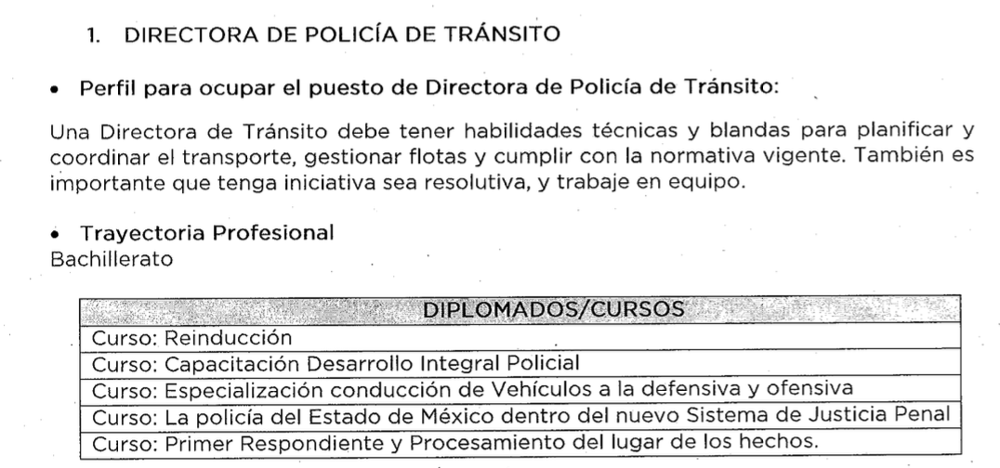 1. DIRECTORA DE POLICÍA DE TRÁNSITO
• Perfil para ocupar el puesto de Directora de Policía de Tránsito:
Una Directora de Tránsito debe tener habilidades técnicas y blandas para planificar y
coordinar el transporte, gestionar flotas y cumplir con la normativa vigente. También es
importante que tenga iniciativa sea resolutiva, y trabaje en equipo.
• Trayectoria Profesional
Bachillerato
DIPLOMADOS/CURSOS
Curso: Reinducción
Curso: Capacitación Desarrollo Integral Policial
Curso: Especialización conducción de Vehículos a la defensiva y ofensiva
Curso: La policía del Estado de México dentro del nuevo Sistema de Justicia Penal
Curso: Primer Respondiente y Procesamiento del lugar de los hechos.